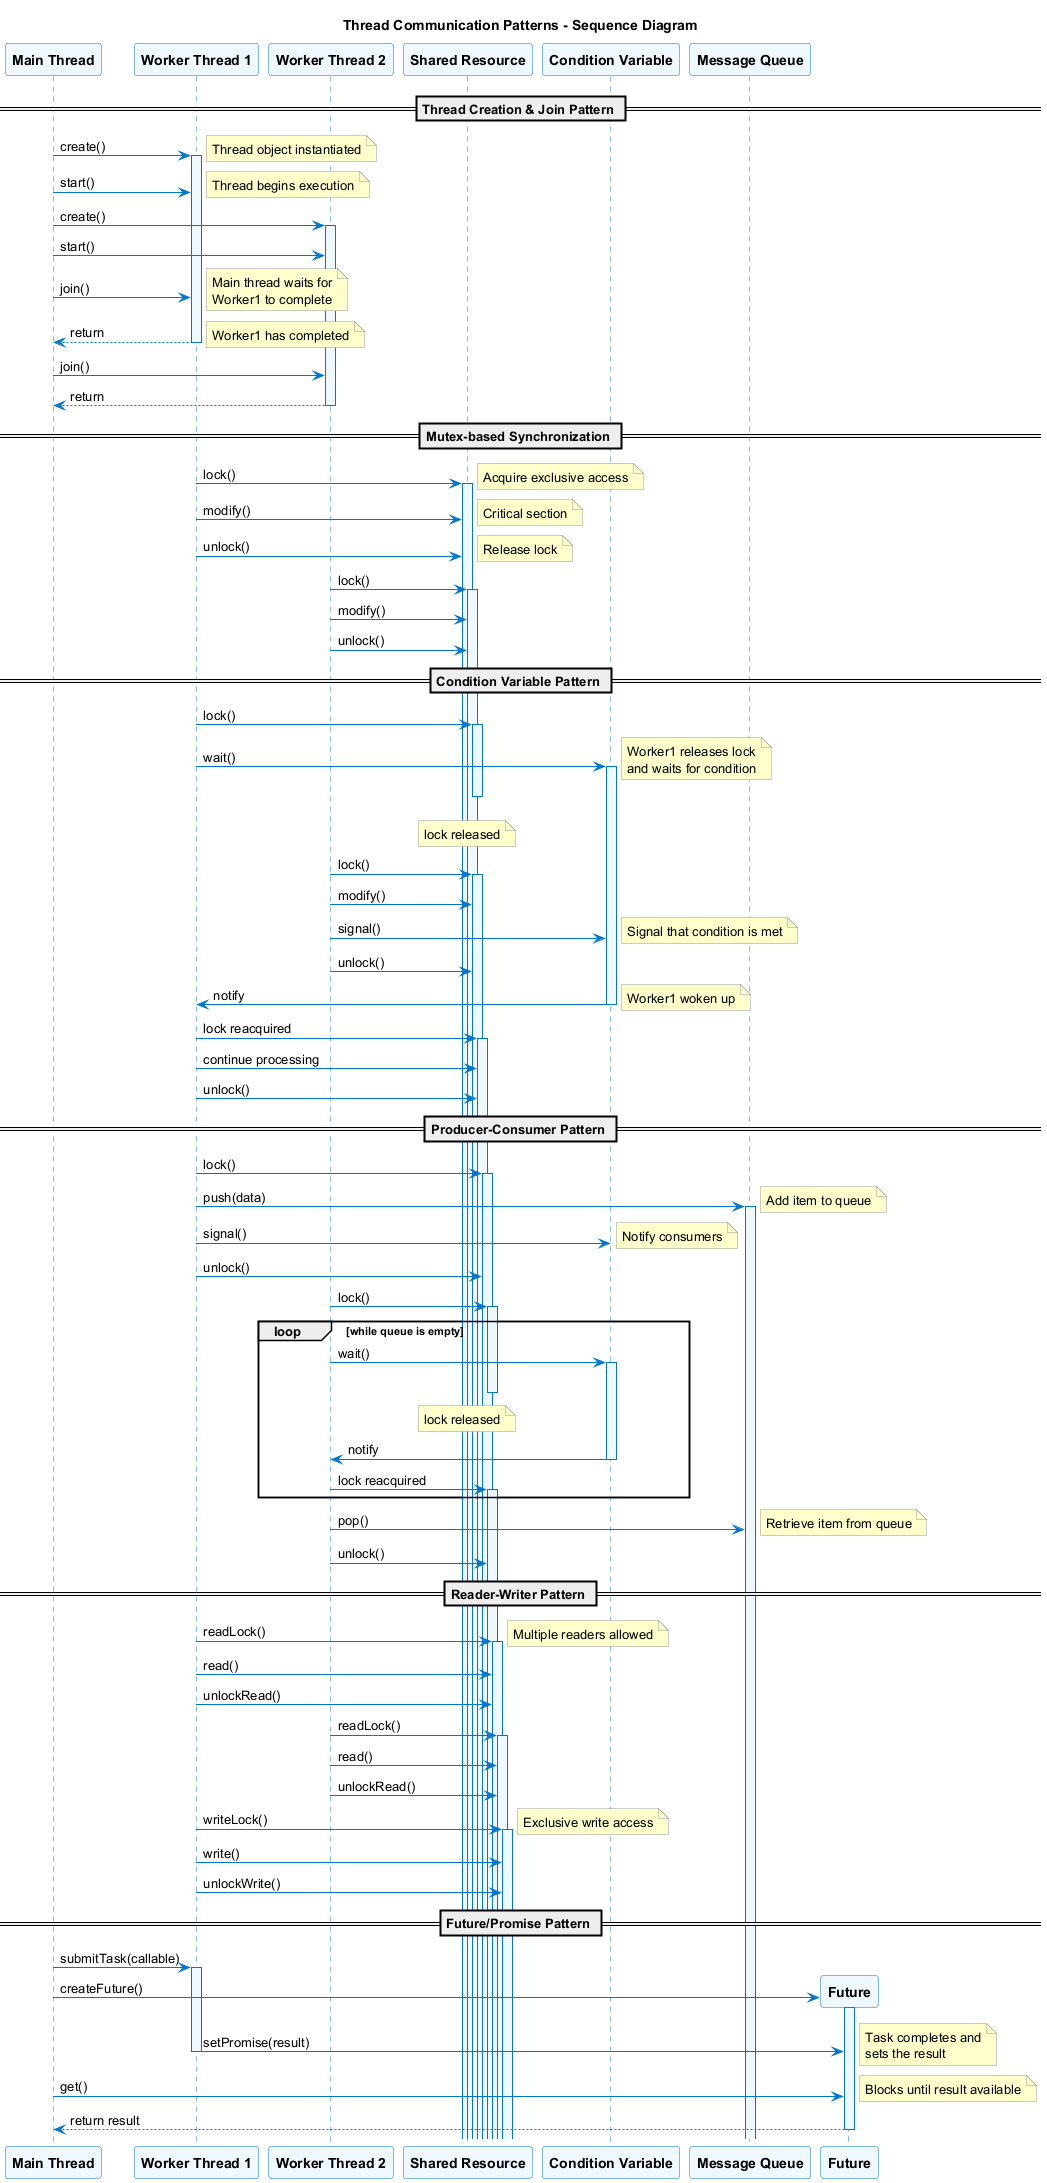 Thread Communication Patterns - Sequence Diagram
Main Thread
Worker Thread 1
Worker Thread 2
Shared Resource
Condition Variable
Message Queue
Thread Creation & Join Pattern
create()
Thread object instantiated
start()
Thread begins execution
create()
start()
join()
Main thread waits for
Worker1 to complete
return
Worker1 has completed
join()
return
Mutex-based Synchronization
lock()
Acquire exclusive access
modify()
Critical section
unlock()
Release lock
lock()
modify()
unlock()
Condition Variable Pattern
lock()
wait()
Worker1 releases lock
and waits for condition
lock released
lock()
modify()
signal()
Signal that condition is met
unlock()
notify
Worker1 woken up
lock reacquired
continue processing
unlock()
Producer-Consumer Pattern
lock()
push(data)
Add item to queue
signal()
Notify consumers
unlock()
lock()
loop
[while queue is empty]
wait()
lock released
notify
lock reacquired
pop()
Retrieve item from queue
unlock()
Reader-Writer Pattern
readLock()
Multiple readers allowed
read()
unlockRead()
readLock()
read()
unlockRead()
writeLock()
Exclusive write access
write()
unlockWrite()
Future/Promise Pattern
submitTask(callable)
createFuture()
Future
setPromise(result)
Task completes and
sets the result
get()
Blocks until result available
return result
Main Thread
Worker Thread 1
Worker Thread 2
Shared Resource
Condition Variable
Message Queue
Future